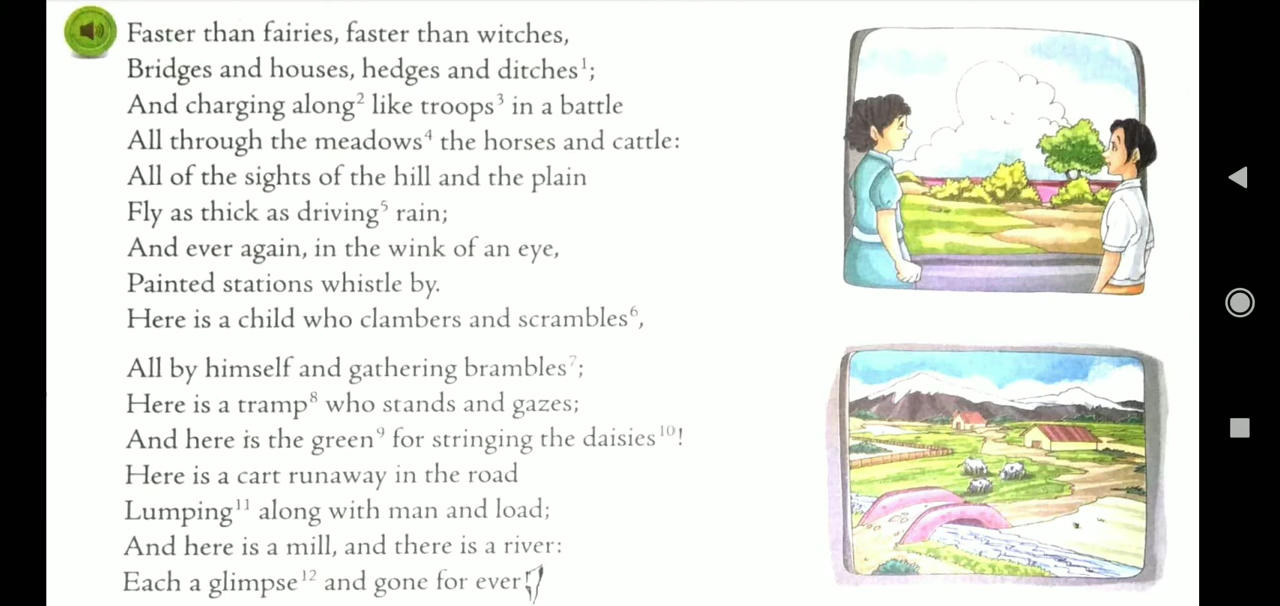 Faster than fairies, faster than witches,
Bridges and houses, hedges and ditches¹;
And charging along² like troops³ in a battle
All through the meadows⁴ the horses and cattle:
All of the sights of the hill and the plain
Fly as thick as driving⁵ rain;
And ever again, in the wink of an eye,
Painted stations whistle by.
Here is a child who clambers and scrambles⁶,
All by himself and gathering brambles⁷;
Here is a tramp⁸ who stands and gazes;
And here is the green⁹ for stringing the daisies¹⁰!
Here is a cart runaway in the road
Lumping¹¹ along with man and load;
And here is a mill, and there is a river:
Each a glimpse¹² and gone for ever